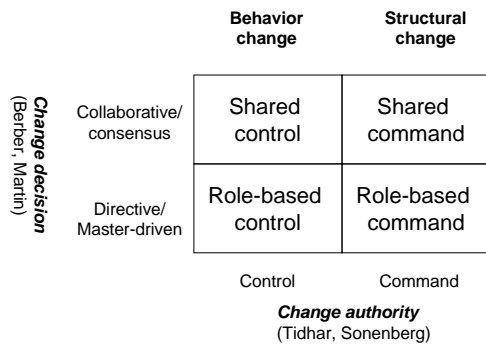 Behavior
change
Structural
change
Change decision
(Berber, Martin)
Collaborative/
consensus
Shared
control
Shared
command
Directive/
Master-driven
Role-based
control
Role-based
command
Control
Command
Change authority
(Tidhar, Sonenberg)